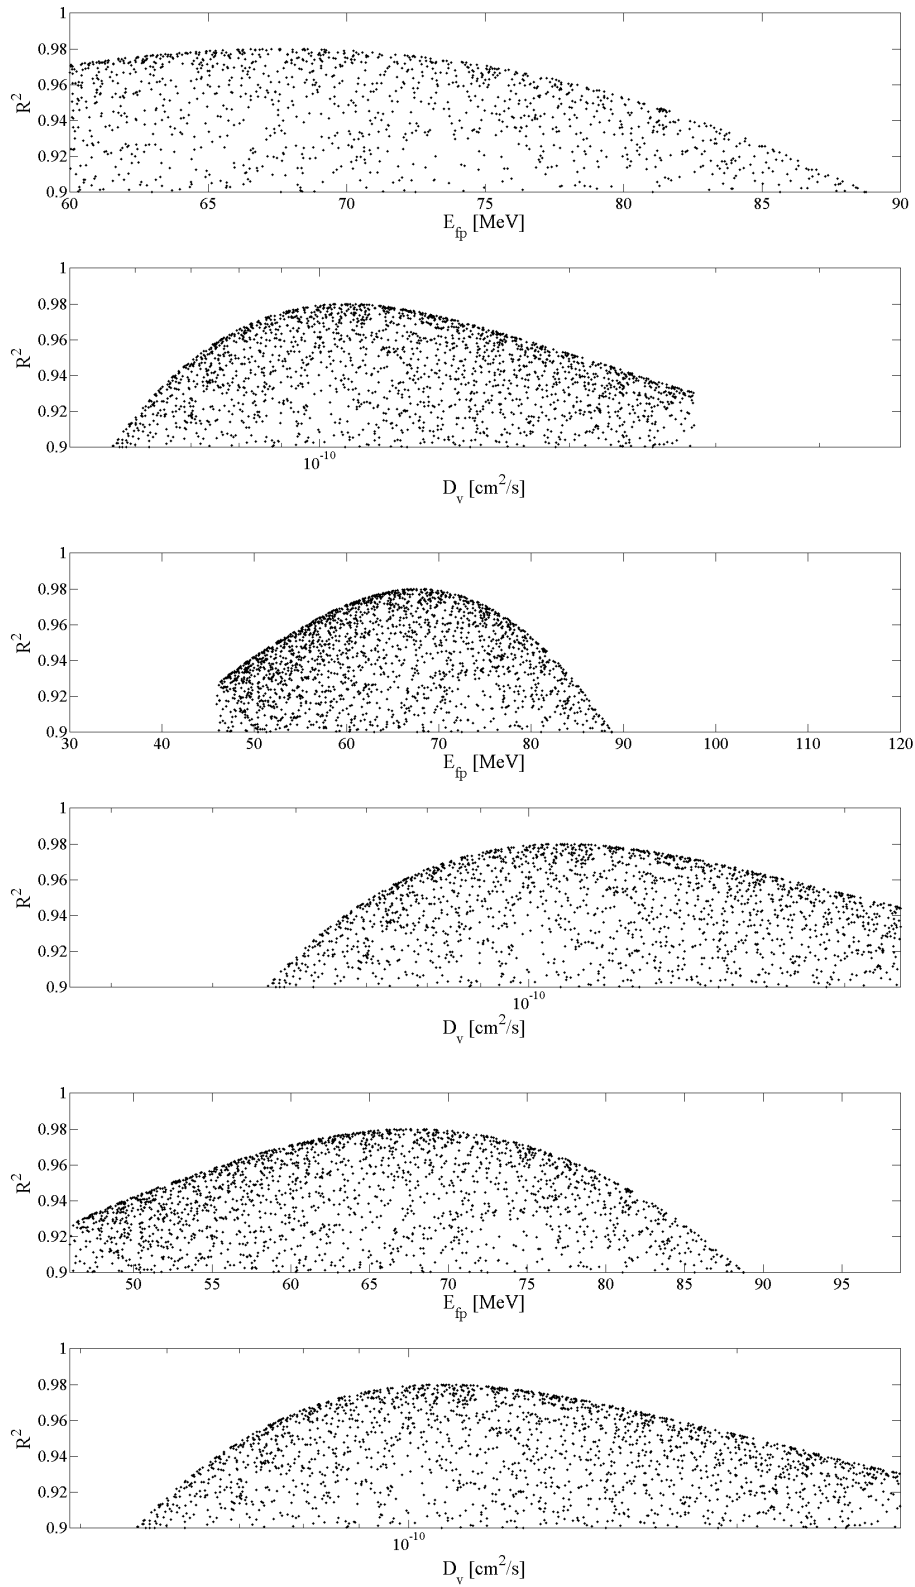 1
0.98
0.96
0.94
0.92
0.9
R²
60 65 70 75 80 85 90
E_fp [MeV]
1
0.98
0.96
0.94
0.92
0.9
R²
10⁻¹⁰
D_v [cm²/s]
1
0.98
0.96
0.94
0.92
0.9
R²
30 40 50 60 70 80 90 100 110 120
E_fp [MeV]
1
0.98
0.96
0.94
0.92
0.9
R²
10⁻¹⁰
D_v [cm²/s]
1
0.98
0.96
0.94
0.92
0.9
R²
50 55 60 65 70 75 80 85 90 95
E_fp [MeV]
1
0.98
0.96
0.94
0.92
0.9
R²
10⁻¹⁰
D_v [cm²/s]